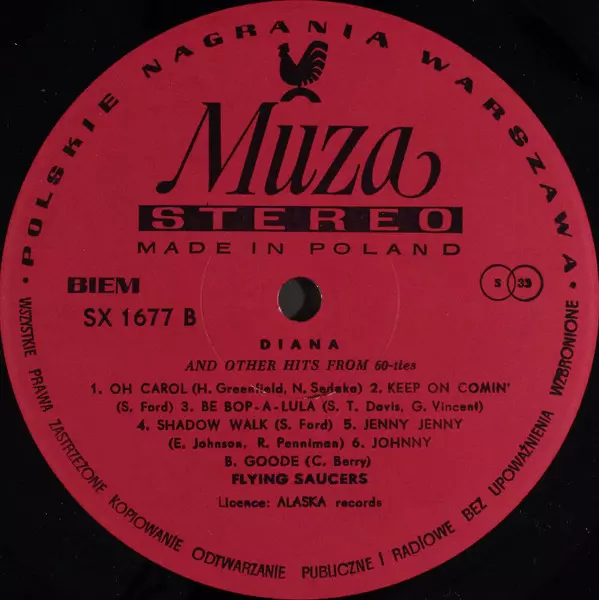 • POLSKIE NAGRANIA WARSZAWA •
Muza
STEREO
MADE IN POLAND
BIEM
S 33
SX 1677 B
DIANA
AND OTHER HITS FROM 60-ties
1. OH CAROL (H. Greenfield, N. Sedaka) 2. KEEP ON COMIN'
(S. Ford) 3. BE BOP-A-LULA (S. T. Davis, G. Vincent)
4. SHADOW WALK (S. Ford) 5. JENNY JENNY
(E. Johnson, R. Penniman) 6. JOHNNY
B. GOODE (C. Berry)
FLYING SAUCERS
Licence: ALASKA records
WSZYSTKIE PRAWA ZASTRZEŻONE KOPIOWANIE ODTWARZANIE PUBLICZNE I RADIOWE BEZ UPOWAŻNIENIA WZBRONIONE